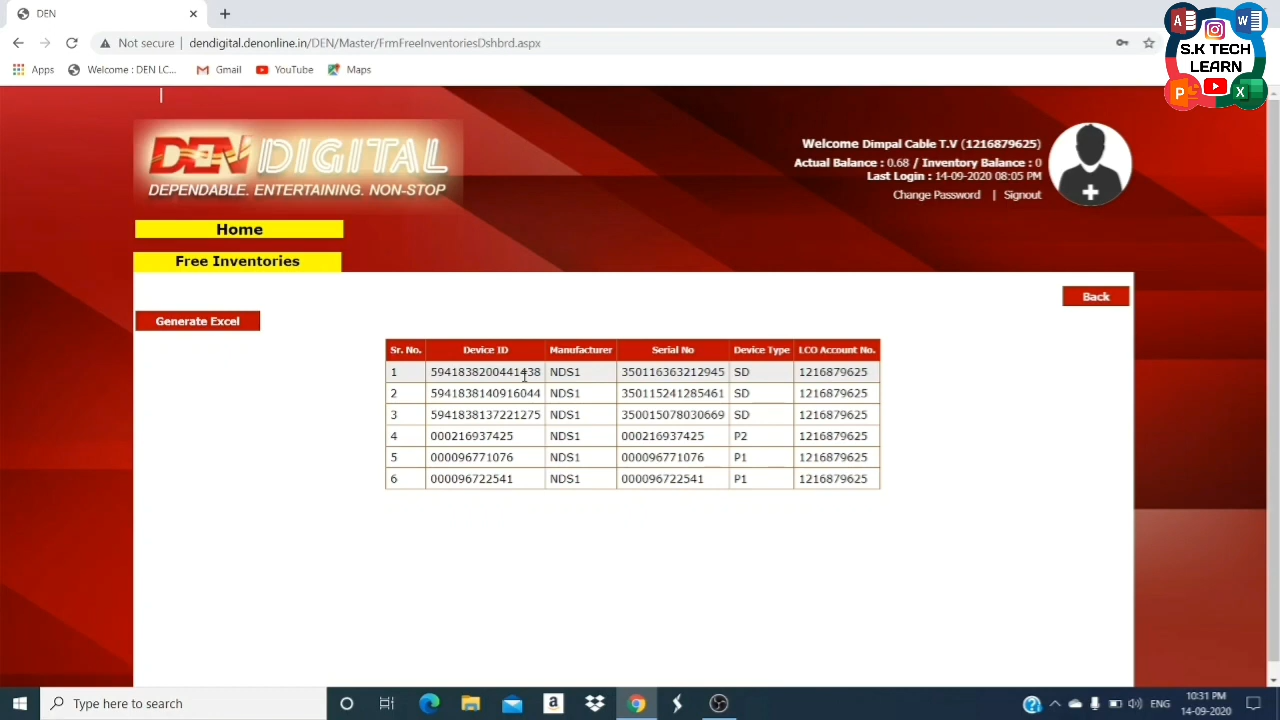 DEN
Not secure | dendigital.denonline.in/DEN/Master/FrmFreeInventoriesDshbrd.aspx
Apps Welcome : DEN LC... Gmail YouTube Maps
S.K TECH
LEARN
DEN DIGITAL
DEPENDABLE. ENTERTAINING. NON-STOP
Welcome Dimpal Cable T.V (1216879625)
Actual Balance : 0.68 / Inventory Balance : 0
Last Login : 14-09-2020 08:05 PM
Change Password | Signout
Home
Free Inventories
Back
Generate Excel
Sr. No. Device ID Manufacturer Serial No Device Type LCO Account No.
1 5941838200441438 NDS1 350116363212945 SD 1216879625
2 5941838140916044 NDS1 350115241285461 SD 1216879625
3 5941838137221275 NDS1 350015078030669 SD 1216879625
4 000216937425 NDS1 000216937425 P2 1216879625
5 000096771076 NDS1 000096771076 P1 1216879625
6 000096722541 NDS1 000096722541 P1 1216879625
Type here to search
ENG
10:31 PM
14-09-2020